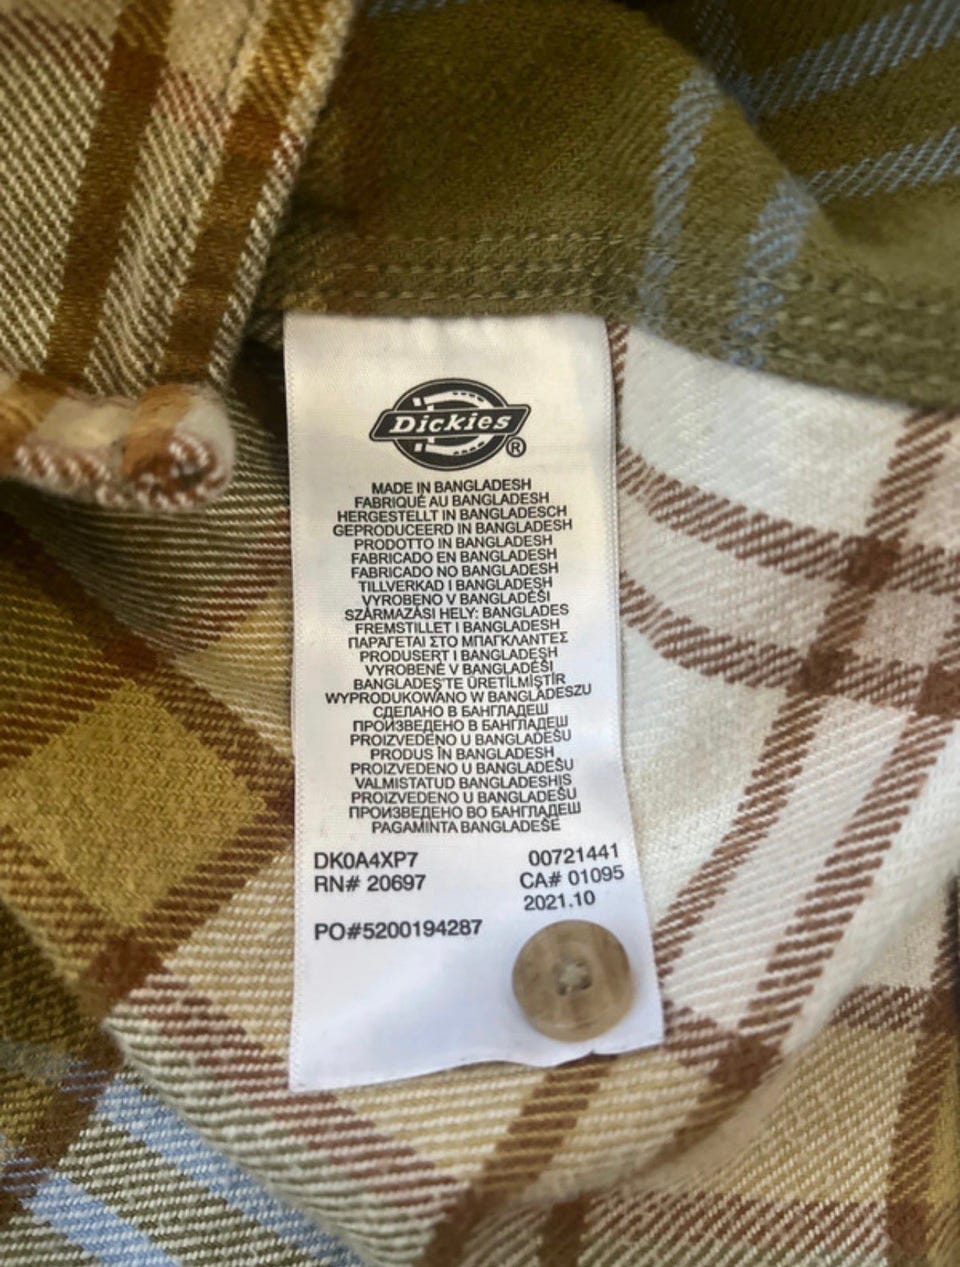 Dickies®
MADE IN BANGLADESH
FABRIQUÉ AU BANGLADESH
HERGESTELLT IN BANGLADESCH
GEPRODUCEERD IN BANGLADESH
PRODOTTO IN BANGLADESH
FABRICADO EN BANGLADESH
FABRICADO NO BANGLADESH
TILLVERKAD I BANGLADESH
VYROBENO V BANGLADÉŠI
SZÁRMAZÁSI HELY: BANGLADES
FREMSTILLET I BANGLADESH
ΠΑΡΑΓΕΤΑΙ ΣΤΟ ΜΠΑΓΚΛΑΝΤΕΣ
PRODUSERT I BANGLADESH
VYROBENÉ V BANGLADÉŠI
BANGLADEŞ'TE ÜRETİLMİŞTİR
WYPRODUKOWANO W BANGLADESZU
СДЕЛАНО В БАНГЛАДЕШ
ПРОИЗВЕДЕНО В БАНГЛАДЕШ
PROIZVEDENO U BANGLADEŠU
PRODUS ÎN BANGLADESH
PROIZVEDENO U BANGLADEŠU
VALMISTATUD BANGLADESHIS
PROIZVEDENO U BANGLADEŠU
ПРОИЗВЕДЕНО ВО БАНГЛАДЕШ
PAGAMINTA BANGLADEŠE
DK0A4XP7 00721441
RN# 20697 CA# 01095
2021.10
PO#5200194287